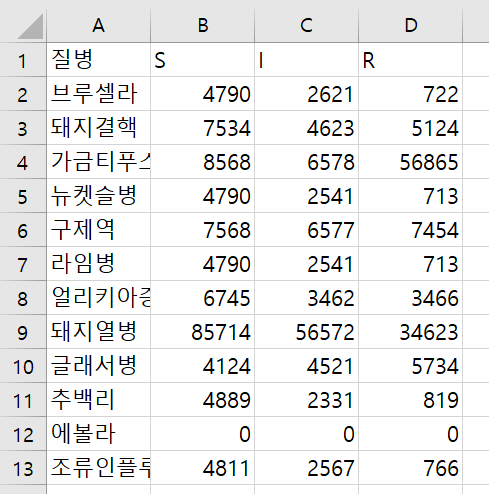 A B C D
1 질병 S I R
2 브루셀라 4790 2621 722
3 돼지결핵 7534 4623 5124
4 가금티푸스 8568 6578 56865
5 뉴켓슬병 4790 2541 713
6 구제역 7568 6577 7454
7 라임병 4790 2541 713
8 얼리키아증 6745 3462 3466
9 돼지열병 85714 56572 34623
10 글래서병 4124 4521 5734
11 추백리 4889 2331 819
12 에볼라 0 0 0
13 조류인플루 4811 2567 766